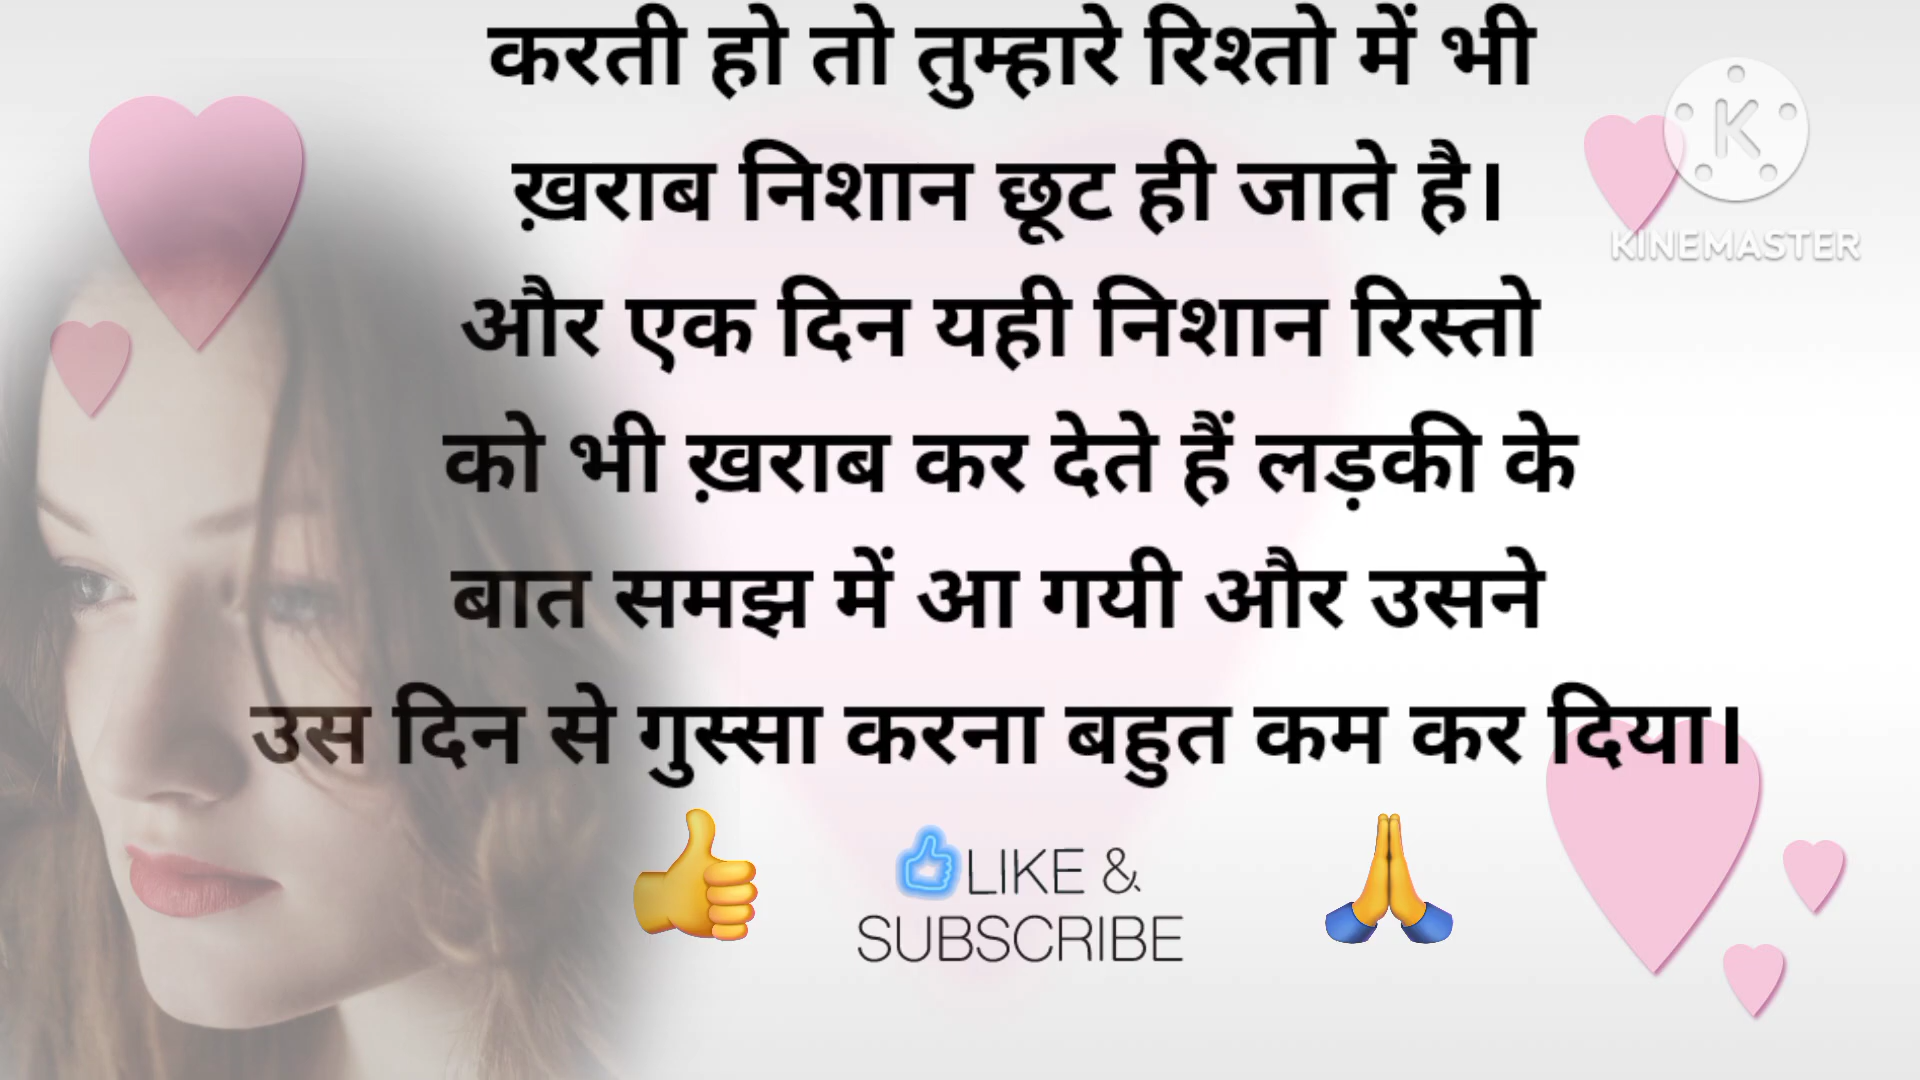 करती हो तो तुम्हारे रिश्तो में भी
ख़राब निशान छूट ही जाते है।
और एक दिन यही निशान रिस्तो
को भी ख़राब कर देते हैं लड़की के
बात समझ में आ गयी और उसने
उस दिन से गुस्सा करना बहुत कम कर दिया।
K
KINEMASTER
LIKE &
SUBSCRIBE